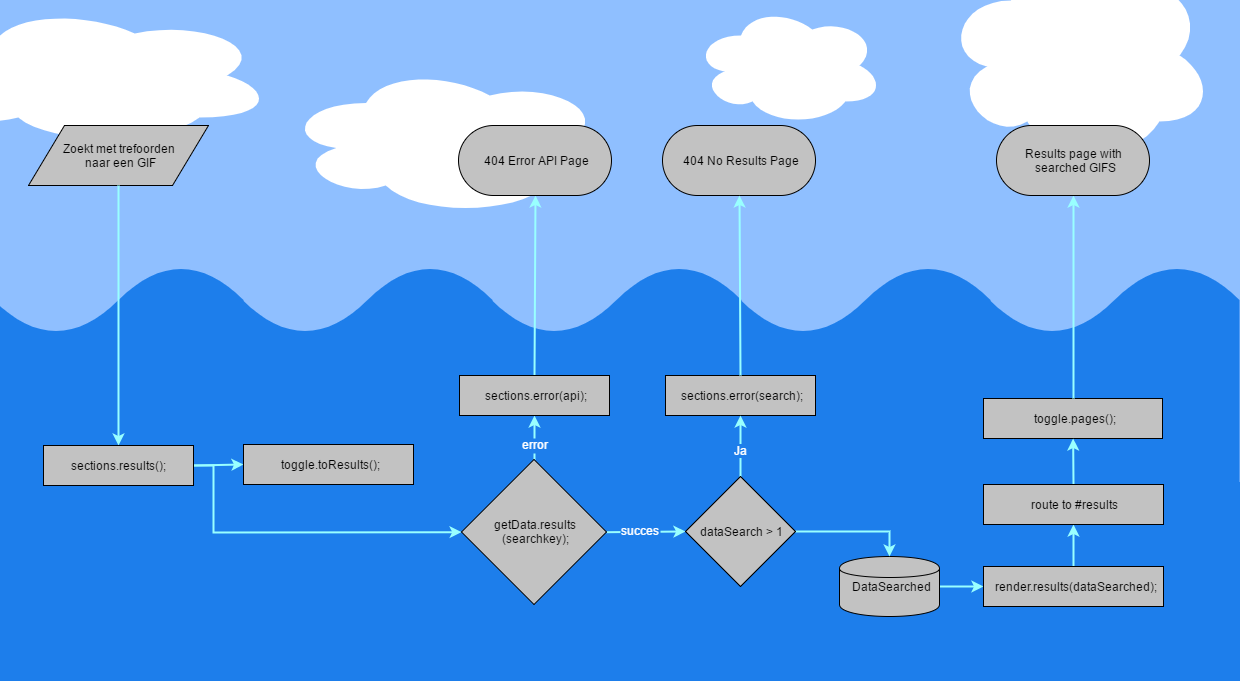 Zoekt met trefoorden
naar een GIF
404 Error API Page
404 No Results Page
Results page with
searched GIFS
sections.error(api);
sections.error(search);
toggle.pages();
error
Ja
sections.results();
toggle.toResults();
route to #results
getData.results
(searchkey);
succes
dataSearch > 1
DataSearched
render.results(dataSearched);